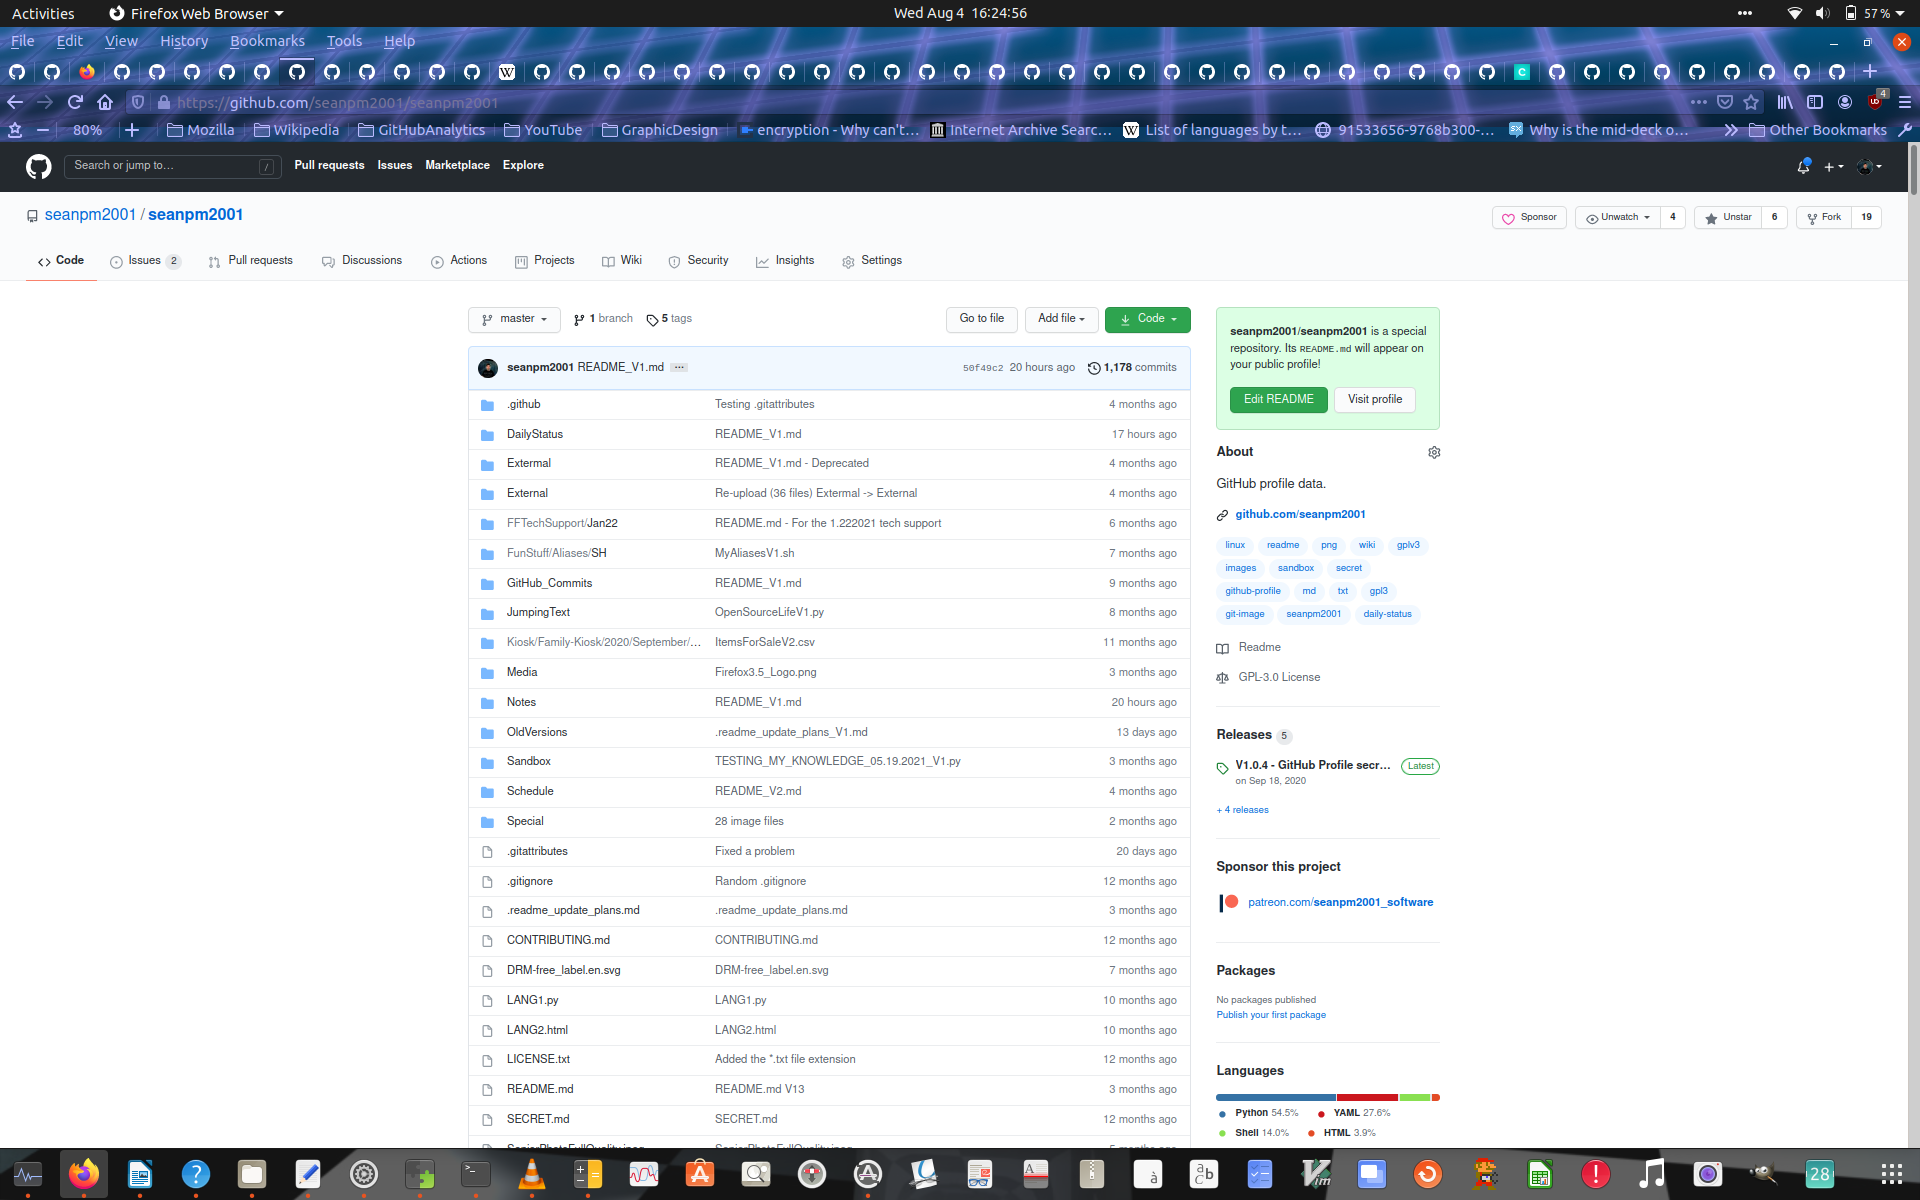 Activities Firefox Web Browser Wed Aug 4 16:24:56 57 %
File Edit View History Bookmarks Tools Help
https://github.com/seanpm2001/seanpm2001 4
80% Mozilla Wikipedia GitHubAnalytics YouTube GraphicDesign encryption - Why can't… Internet Archive Searc… List of languages by t… 91533656-9768b300-… Why is the mid-deck o… Other Bookmarks
Search or jump to… / Pull requests Issues Marketplace Explore
seanpm2001 / seanpm2001 Sponsor Unwatch 4 Unstar 6 Fork 19
Code Issues 2 Pull requests Discussions Actions Projects Wiki Security Insights Settings
master 1 branch 5 tags Go to file Add file Code
seanpm2001 README_V1.md 50f49c2 20 hours ago 1,178 commits
.github Testing .gitattributes 4 months ago
DailyStatus README_V1.md 17 hours ago
Extermal README_V1.md - Deprecated 4 months ago
External Re-upload (36 files) Extermal -> External 4 months ago
FFTechSupport/Jan22 README.md - For the 1.222021 tech support 6 months ago
FunStuff/Aliases/SH MyAliasesV1.sh 7 months ago
GitHub_Commits README_V1.md 9 months ago
JumpingText OpenSourceLifeV1.py 8 months ago
Kiosk/Family-Kiosk/2020/September/… ItemsForSaleV2.csv 11 months ago
Media Firefox3.5_Logo.png 3 months ago
Notes README_V1.md 20 hours ago
OldVersions .readme_update_plans_V1.md 13 days ago
Sandbox TESTING_MY_KNOWLEDGE_05.19.2021_V1.py 3 months ago
Schedule README_V2.md 4 months ago
Special 28 image files 2 months ago
.gitattributes Fixed a problem 20 days ago
.gitignore Random .gitignore 12 months ago
.readme_update_plans.md .readme_update_plans.md 3 months ago
CONTRIBUTING.md CONTRIBUTING.md 12 months ago
DRM-free_label.en.svg DRM-free_label.en.svg 7 months ago
LANG1.py LANG1.py 10 months ago
LANG2.html LANG2.html 10 months ago
LICENSE.txt Added the *.txt file extension 12 months ago
README.md README.md V13 3 months ago
SECRET.md SECRET.md 12 months ago
seanpm2001/seanpm2001 is a special
repository. Its README.md will appear on
your public profile!
Edit README Visit profile
About
GitHub profile data.
github.com/seanpm2001
linux readme png wiki gplv3
images sandbox secret
github-profile md txt gpl3
git-image seanpm2001 daily-status
Readme
GPL-3.0 License
Releases 5
V1.0.4 - GitHub Profile secr… Latest
on Sep 18, 2020
+ 4 releases
Sponsor this project
patreon.com/seanpm2001_software
Packages
No packages published
Publish your first package
Languages
Python 54.5% YAML 27.6%
Shell 14.0% HTML 3.9%
28